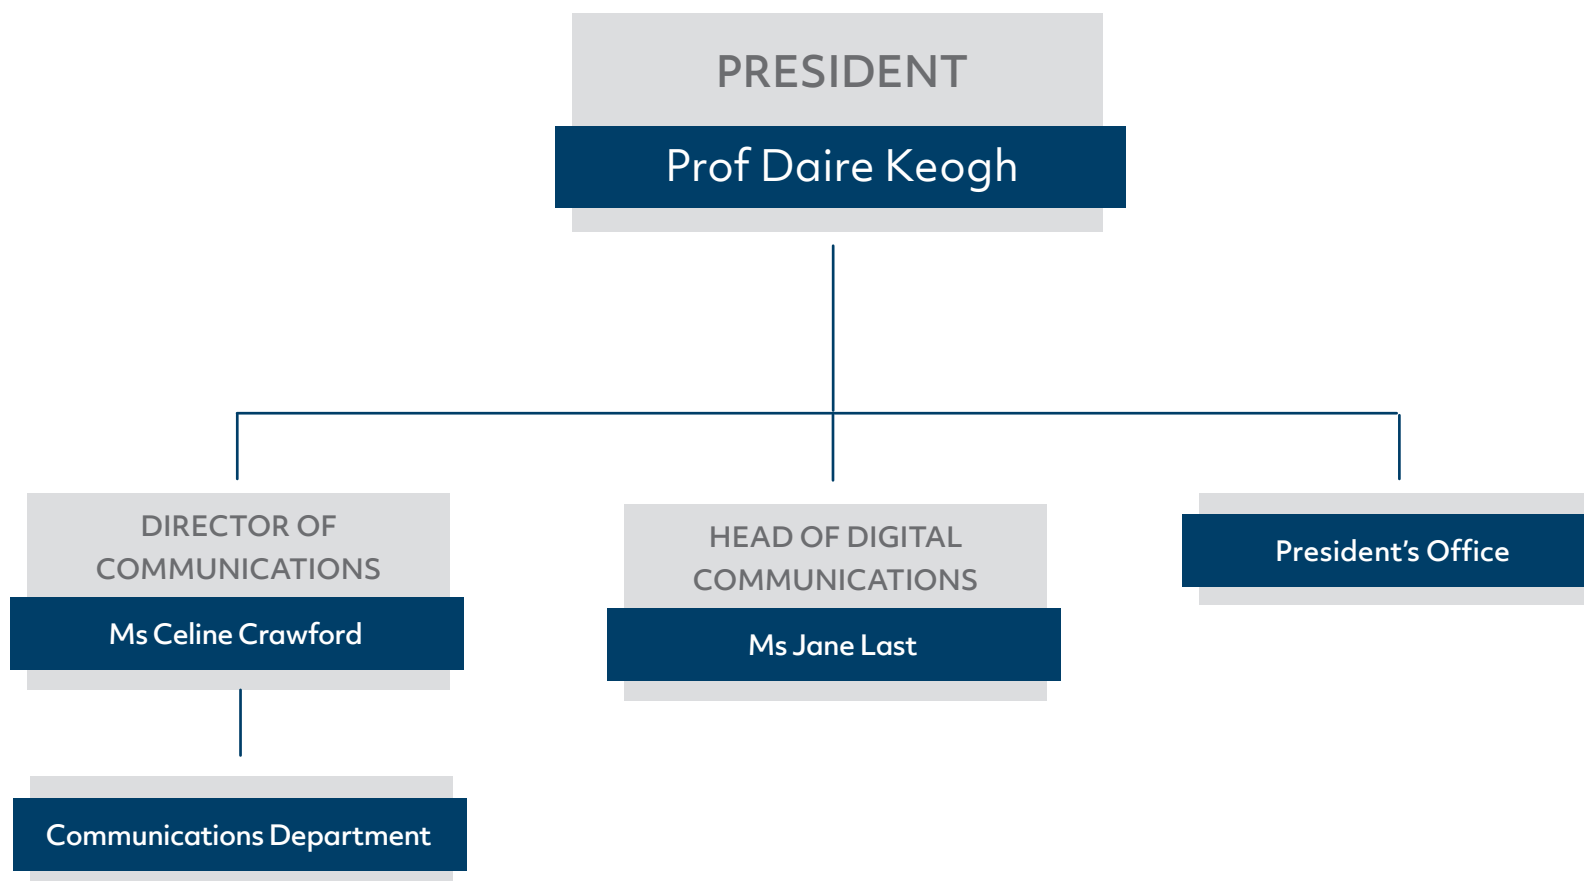 PRESIDENT
Prof Daire Keogh
DIRECTOR OF
COMMUNICATIONS
Ms Celine Crawford
HEAD OF DIGITAL
COMMUNICATIONS
Ms Jane Last
President’s Office
Communications Department